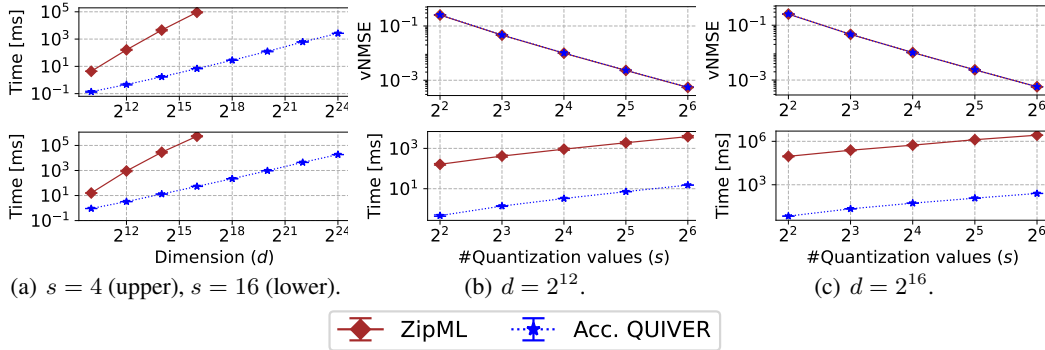 Time [ms]
10^5
10^3
10^1
10^{-1}
2^{12} 2^{15} 2^{18} 2^{21} 2^{24}
vNMSE
10^{-1}
10^{-3}
2^2 2^3 2^4 2^5 2^6
vNMSE
10^{-1}
10^{-3}
2^2 2^3 2^4 2^5 2^6
Time [ms]
10^5
10^3
10^1
10^{-1}
2^{12} 2^{15} 2^{18} 2^{21} 2^{24}
Dimension (d)
Time [ms]
10^3
10^1
2^2 2^3 2^4 2^5 2^6
#Quantization values (s)
Time [ms]
10^6
10^3
2^2 2^3 2^4 2^5 2^6
#Quantization values (s)
(a) s = 4 (upper), s = 16 (lower).
(b) d = 2^{12}.
(c) d = 2^{16}.
ZipML Acc. QUIVER